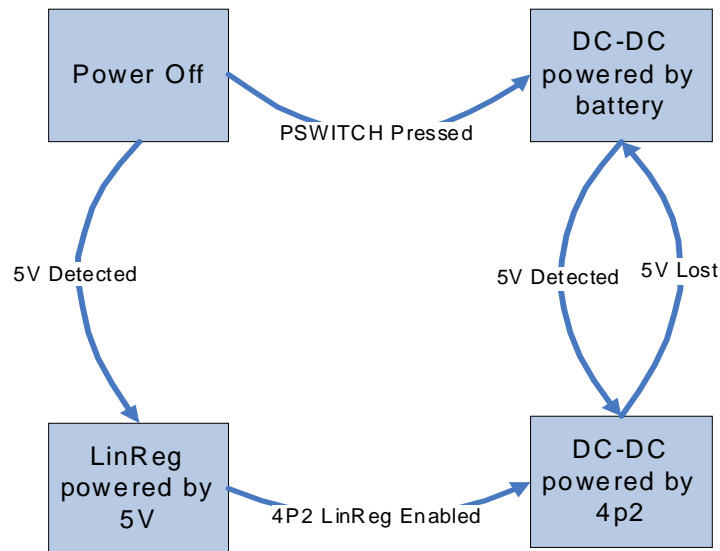 Power Off
DC-DC
powered by
battery
PSWITCH Pressed
5V Detected
5V Detected
5V Lost
LinReg
powered by
5V
4P2 LinReg Enabled
DC-DC
powered by
4p2